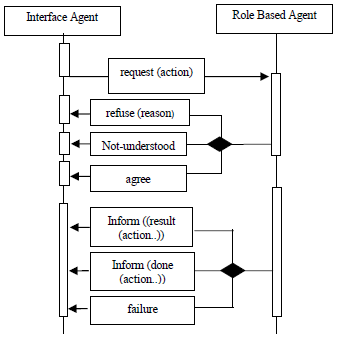 Interface Agent
Role Based Agent
request (action)
refuse (reason)
Not-understood
agree
Inform ((result
(action..))
Inform (done
(action..))
failure